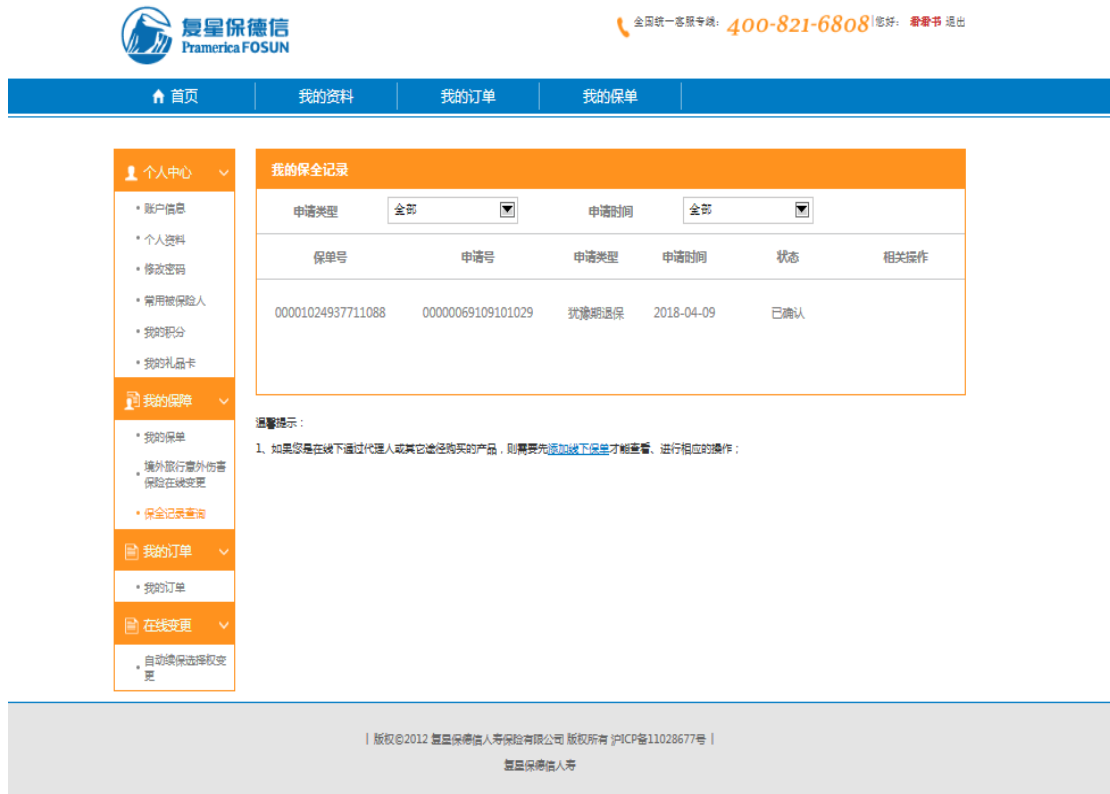 复星保德信
Pramerica FOSUN
全国统一客服专线: 400-821-6808 您好: 君君书 退出
首页 我的资料 我的订单 我的保单
个人中心
• 账户信息
• 个人资料
• 修改密码
• 常用被保险人
• 我的积分
• 我的礼品卡
我的保障
• 我的保单
• 境外旅行意外伤害
保险在线变更
• 保全记录查询
我的订单
• 我的订单
在线变更
• 自动续保选择权变
更
我的保全记录
申请类型 全部 申请时间 全部
保单号 申请号 申请类型 申请时间 状态 相关操作
00001024937711088 00000069109101029 犹豫期退保 2018-04-09 已确认
温馨提示：
1、如果您是在线下通过代理人或其它途径购买的产品，则需要先添加线下保单才能查看、进行相应的操作；
| 版权©2012 复星保德信人寿保险有限公司 版权所有 沪ICP备11028677号 |
复星保德信人寿